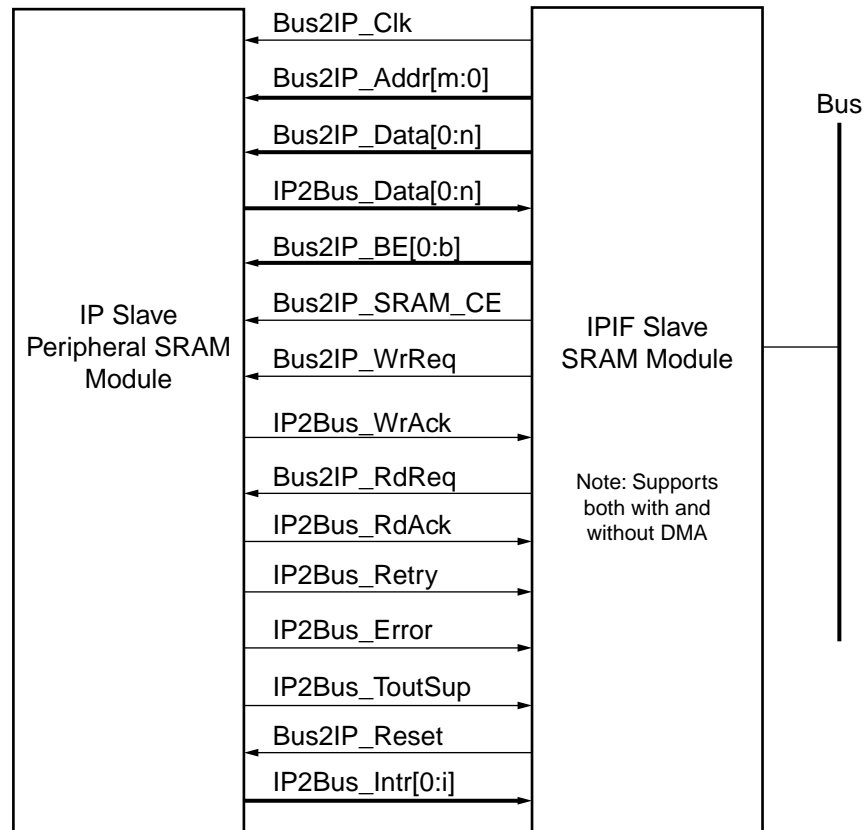 Bus2IP_Clk
Bus2IP_Addr[m:0]
Bus
Bus2IP_Data[0:n]
IP2Bus_Data[0:n]
Bus2IP_BE[0:b]
IP Slave
Peripheral SRAM
Module
Bus2IP_SRAM_CE
IPIF Slave
SRAM Module
Bus2IP_WrReq
IP2Bus_WrAck
Bus2IP_RdReq
Note: Supports
both with and
without DMA
IP2Bus_RdAck
IP2Bus_Retry
IP2Bus_Error
IP2Bus_ToutSup
Bus2IP_Reset
IP2Bus_Intr[0:i]